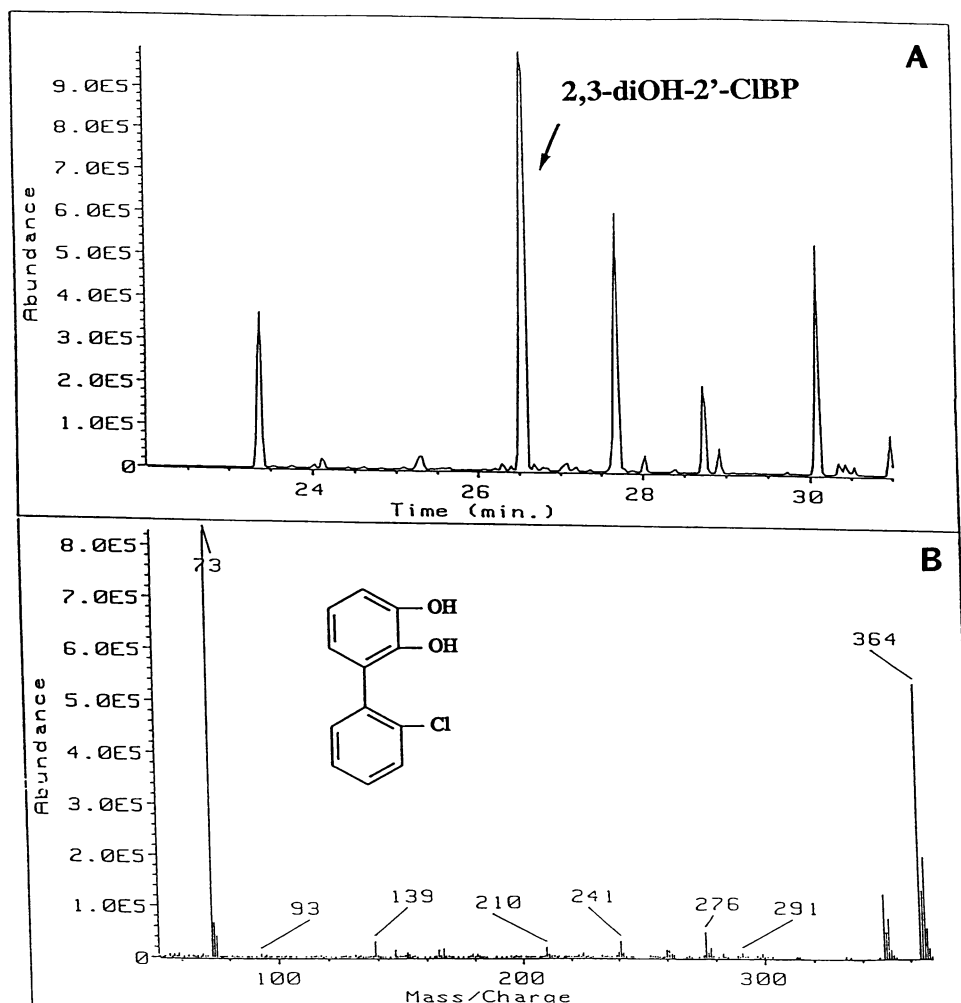 A
2,3-diOH-2'-ClBP
Abundance
9.0E5
8.0E5
7.0E5
6.0E5
5.0E5
4.0E5
3.0E5
2.0E5
1.0E5
0
24 26 28 30
Time (min.)
B
Abundance
8.0E5
7.0E5
6.0E5
5.0E5
4.0E5
3.0E5
2.0E5
1.0E5
0
73
OH
OH
Cl
364
93 139 210 241 276 291
100 200 300
Mass/Charge